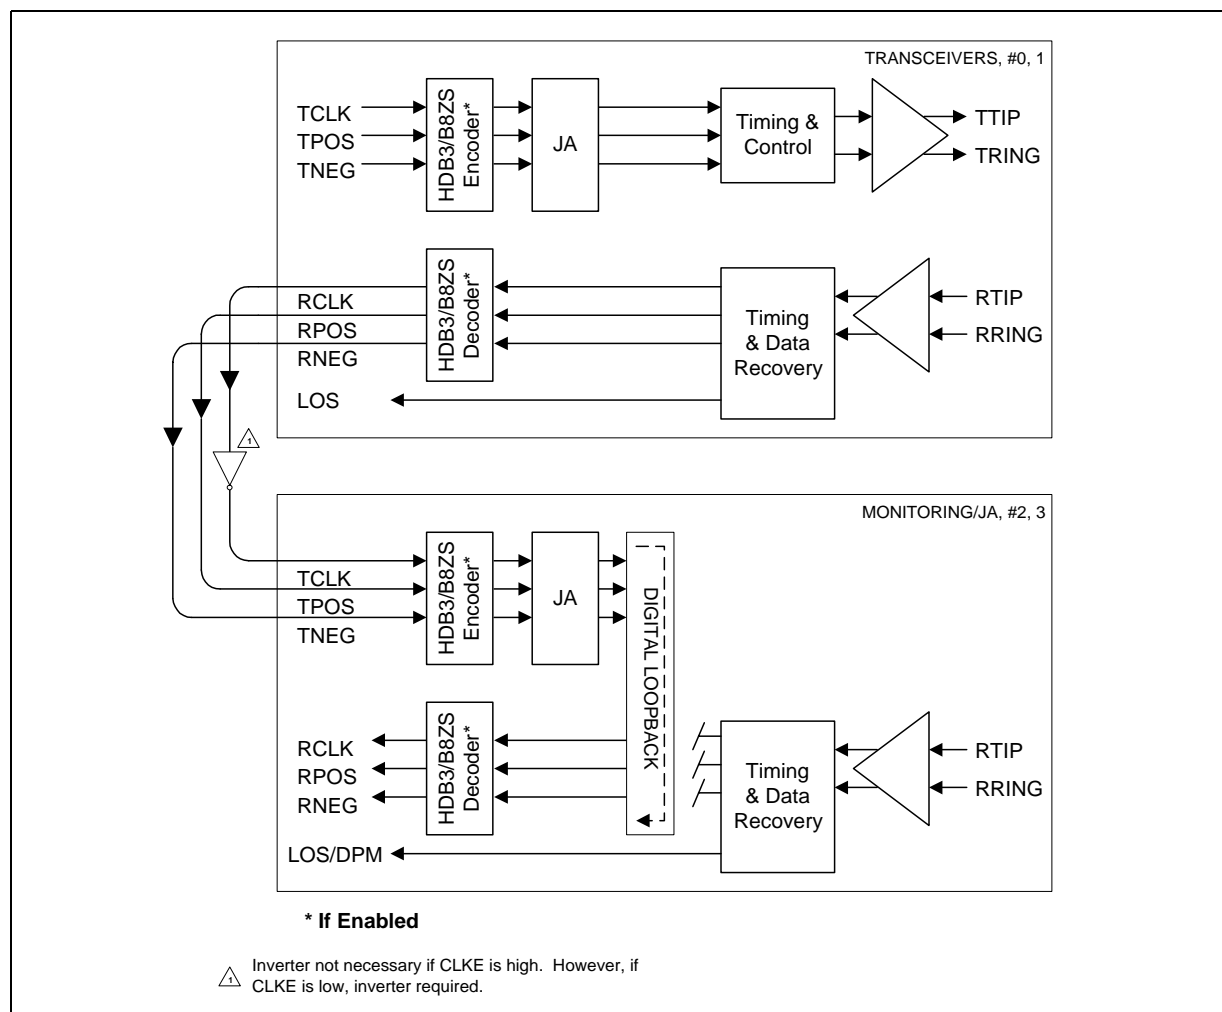 TRANSCEIVERS, #0, 1
TCLK
TPOS
TNEG
HDB3/B8ZS
Encoder*
JA
Timing &
Control
TTIP
TRING
RCLK
RPOS
RNEG
LOS
HDB3/B8ZS
Decoder*
Timing
& Data
Recovery
RTIP
RRING
1
MONITORING/JA, #2, 3
TCLK
TPOS
TNEG
HDB3/B8ZS
Encoder*
JA
DIGITAL LOOPBACK
RCLK
RPOS
RNEG
LOS/DPM
HDB3/B8ZS
Decoder*
Timing
& Data
Recovery
RTIP
RRING
* If Enabled
1
Inverter not necessary if CLKE is high. However, if
CLKE is low, inverter required.